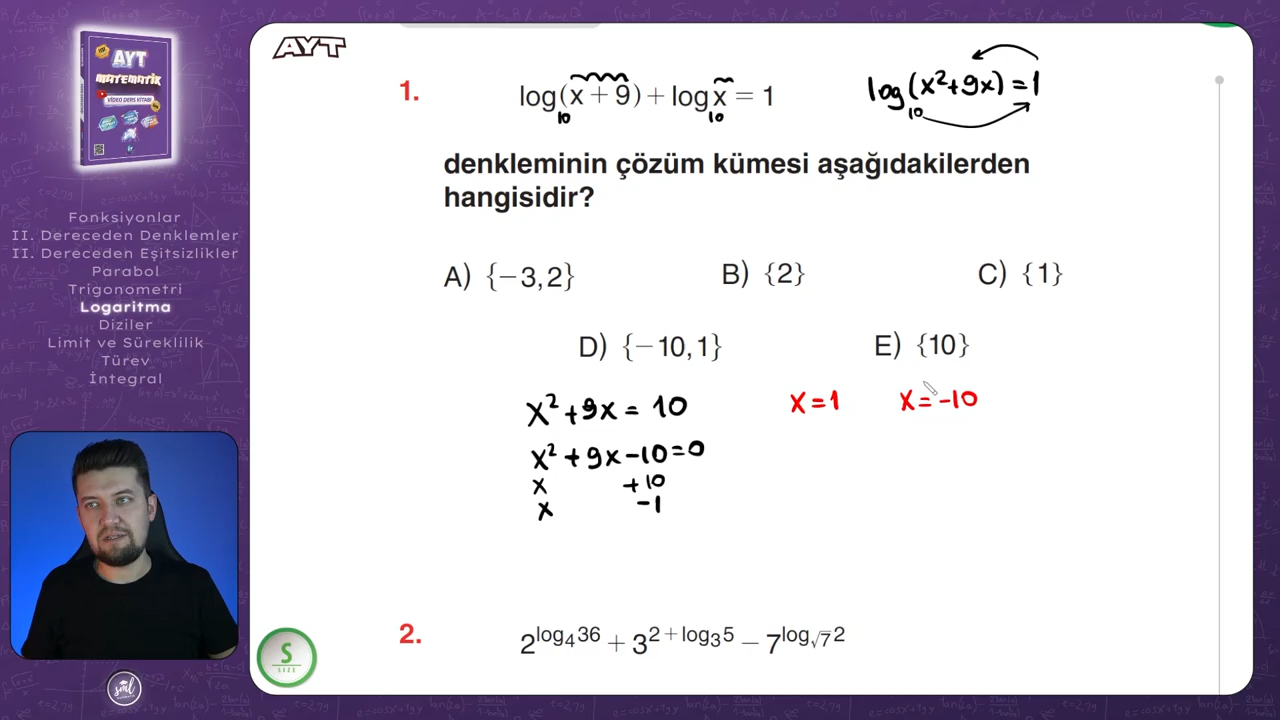 AYT
MATEMATİK
VİDEO DERS KİTABI
Fonksiyonlar
II. Dereceden Denklemler
II. Dereceden Eşitsizlikler
Parabol
Trigonometri
Logaritma
Diziler
Limit ve Süreklilik
Türev
İntegral
AYT
1. log₁₀(x + 9) + log₁₀x = 1
log₁₀(x²+9x) = 1
denkleminin çözüm kümesi aşağıdakilerden
hangisidir?
A) {−3, 2} B) {2} C) {1}
D) {−10, 1} E) {10}
x² + 9x = 10 x=1 x=-10
x² + 9x − 10 = 0
x +10
x −1
2. 2^(log₄36) + 3^(2 + log₃5) − 7^(log_√7 2)
S
SIZE
sml